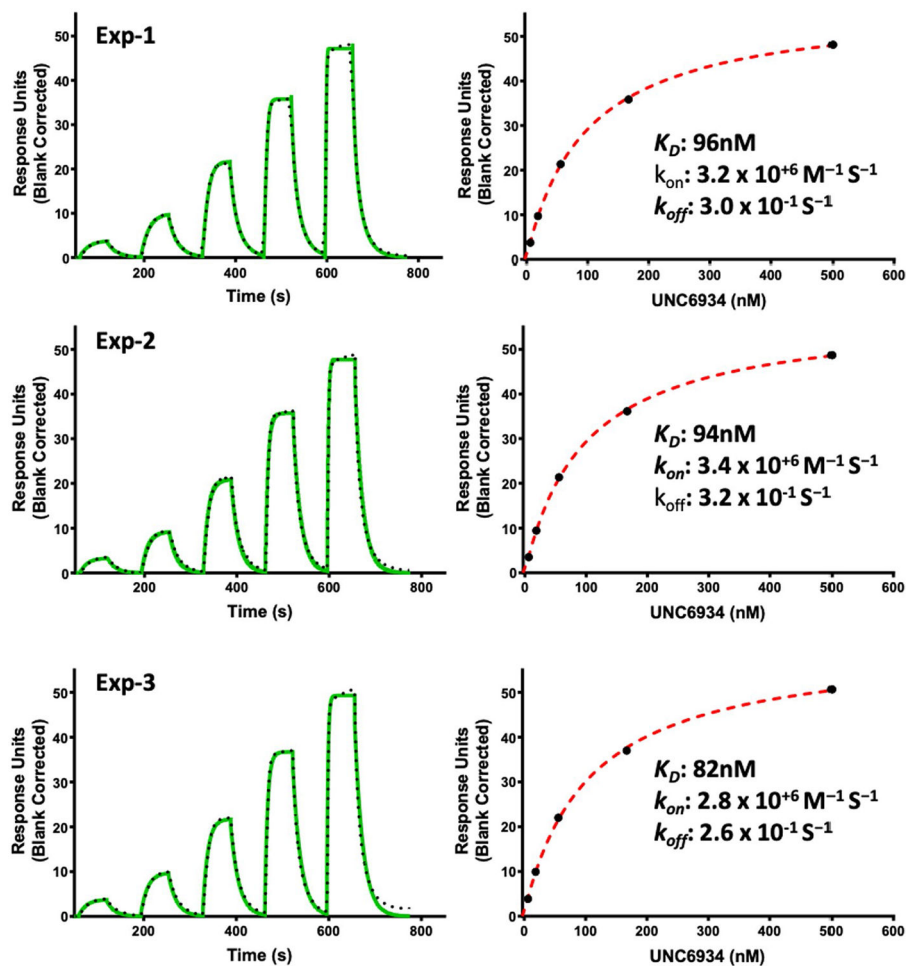 Exp-1
Response Units
(Blank Corrected)
50
40
30
20
10
0
200 400 600 800
Time (s)
Response Units
(Blank Corrected)
50
40
30
20
10
0
K_D: 96nM
k_on: 3.2 x 10⁺⁶ M⁻¹ S⁻¹
k_off: 3.0 x 10⁻¹ S⁻¹
0 100 200 300 400 500 600
UNC6934 (nM)
Exp-2
Response Units
(Blank Corrected)
50
40
30
20
10
0
200 400 600 800
Time (s)
Response Units
(Blank Corrected)
50
40
30
20
10
0
K_D: 94nM
k_on: 3.4 x 10⁺⁶ M⁻¹ S⁻¹
k_off: 3.2 x 10⁻¹ S⁻¹
0 100 200 300 400 500 600
UNC6934 (nM)
Exp-3
Response Units
(Blank Corrected)
50
40
30
20
10
0
200 400 600 800
Time (s)
Response Units
(Blank Corrected)
50
40
30
20
10
0
K_D: 82nM
k_on: 2.8 x 10⁺⁶ M⁻¹ S⁻¹
k_off: 2.6 x 10⁻¹ S⁻¹
0 100 200 300 400 500 600
UNC6934 (nM)